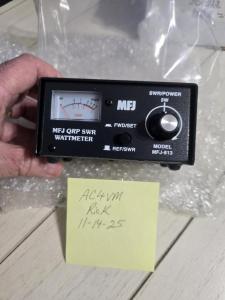 MFJ
SWR/POWER
5W
FWD/SET
MFJ QRP SWR
WATTMETER
REF/SWR
MODEL
MFJ-813
AC4VM
Rick
11-14-25